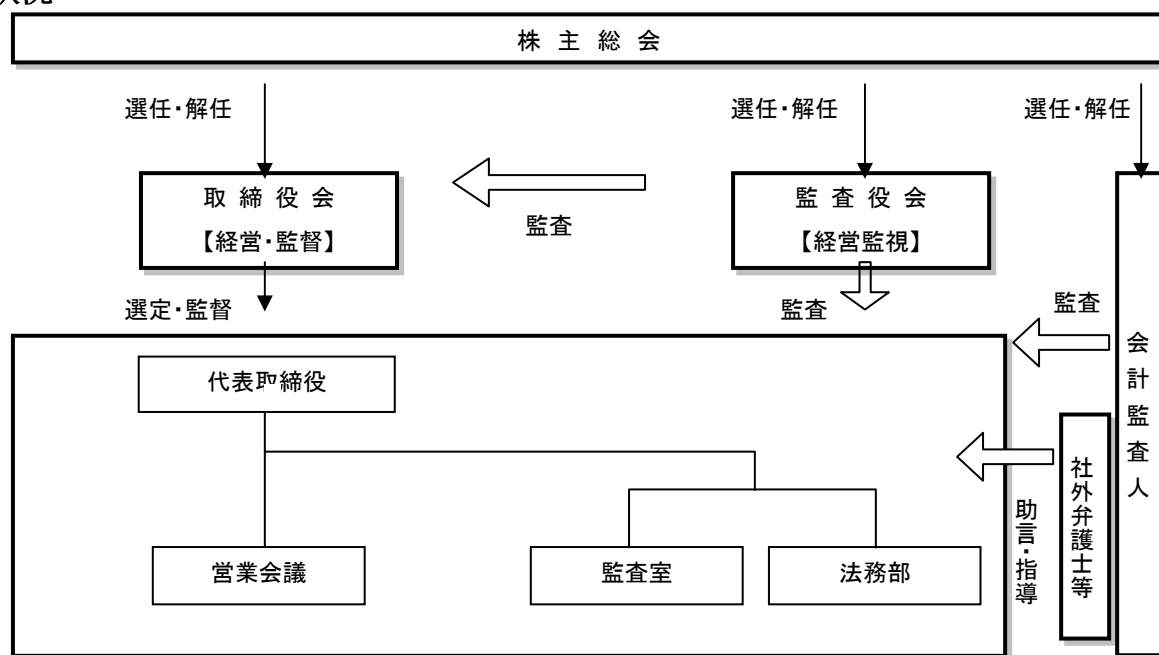 株主総会
選任・解任
選任・解任
選任・解任
取締役会
【経営・監督】
監査
監査役会
【経営監視】
選定・監督
監査
監査
会計監査人
代表取締役
社外弁護士等
助言・指導
営業会議
監査室
法務部